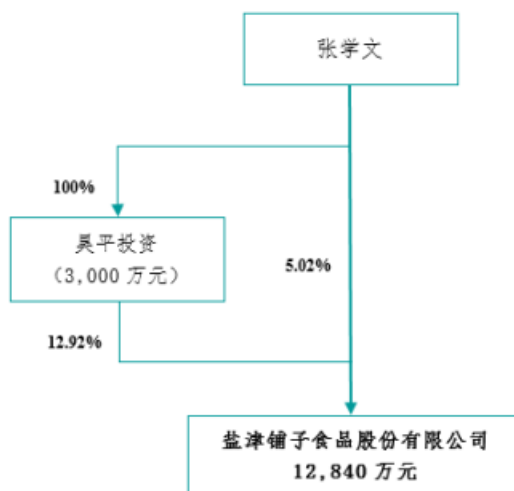 张学文
100%
昊平投资
（3,000 万元）
5.02%
12.92%
盐津铺子食品股份有限公司
12,840 万元